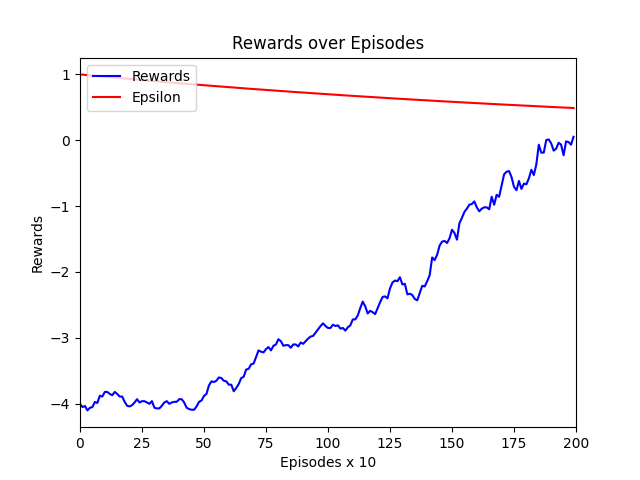 Rewards over Episodes
Rewards
Epsilon
1
0
−1
−2
−3
−4
Rewards
0 25 50 75 100 125 150 175 200
Episodes x 10